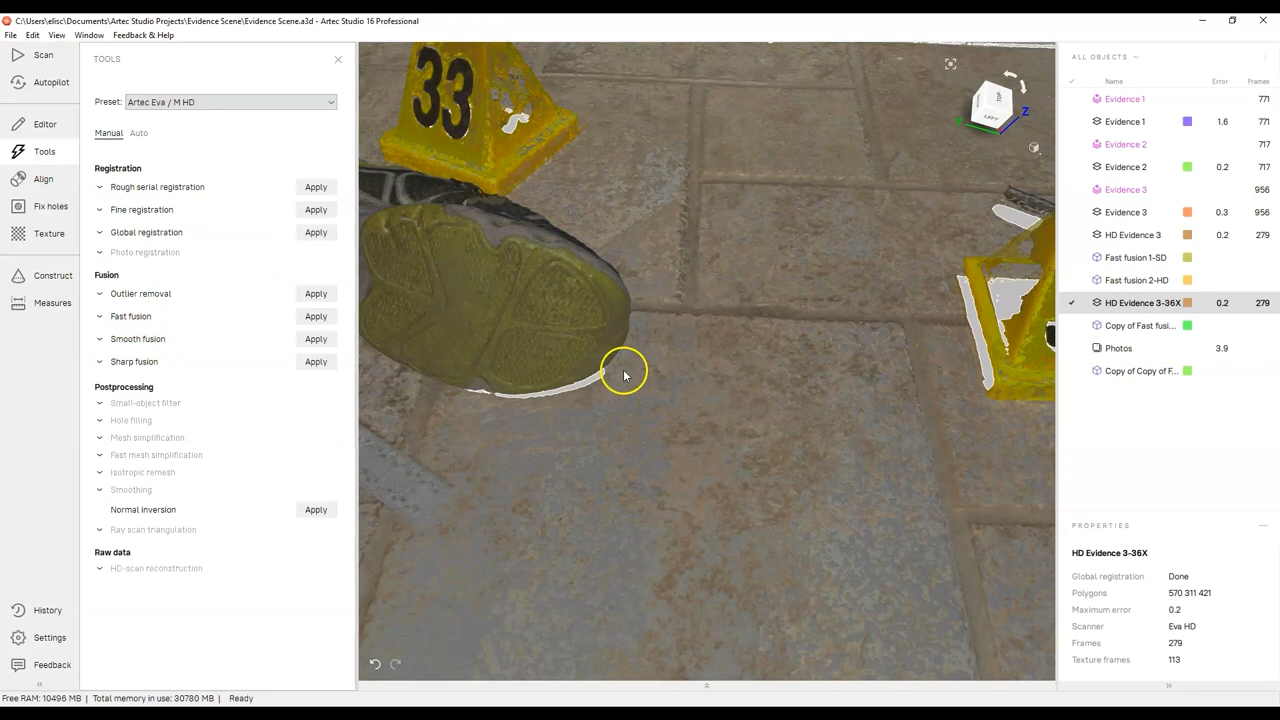 C:\Users\elisc\Documents\Artec Studio Projects\Evidence Scene\Evidence Scene.a3d - Artec Studio 16 Professional
File Edit View Window Feedback & Help
Scan
Autopilot
Editor
Tools
Align
Fix holes
Texture
Construct
Measures
History
Settings
Feedback
TOOLS
Preset: Artec Eva / M HD
Manual Auto
Registration
Rough serial registration Apply
Fine registration Apply
Global registration Apply
Photo registration
Fusion
Outlier removal Apply
Fast fusion Apply
Smooth fusion Apply
Sharp fusion Apply
Postprocessing
Small-object filter
Hole filling
Mesh simplification
Fast mesh simplification
Isotropic remesh
Smoothing
Normal inversion Apply
Ray scan triangulation
Raw data
HD-scan reconstruction
33
TOP
LEFT
Z
ALL OBJECTS
Name Error Frames
Evidence 1 771
Evidence 1 1.6 771
Evidence 2 717
Evidence 2 0.2 717
Evidence 3 956
Evidence 3 0.3 956
HD Evidence 3 0.2 279
Fast fusion 1-SD
Fast fusion 2-HD
HD Evidence 3-36X 0.2 279
Copy of Fast fusi...
Photos 3.9
Copy of Copy of F...
PROPERTIES
HD Evidence 3-36X
Global registration Done
Polygons 570 311 421
Maximum error 0.2
Scanner Eva HD
Frames 279
Texture frames 113
Free RAM: 10496 MB | Total memory in use: 30780 MB | Ready